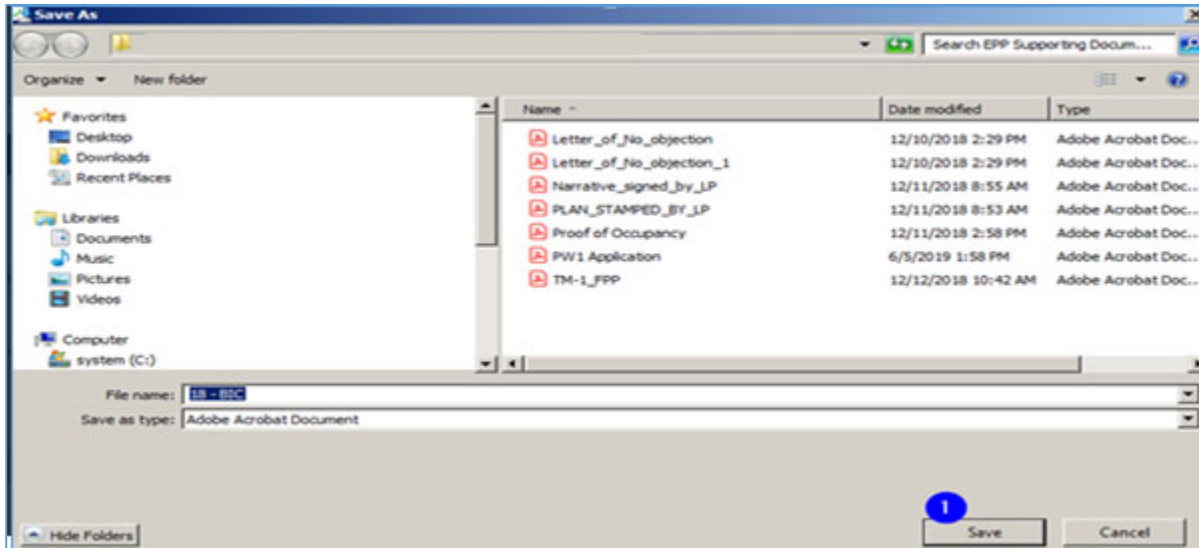 Save As
Search EPP Supporting Docum...
Organize New folder
Favorites
Desktop
Downloads
Recent Places
Libraries
Documents
Music
Pictures
Videos
Computer
system (C:)
Name Date modified Type
Letter_of_No_objection 12/10/2018 2:29 PM Adobe Acrobat Doc...
Letter_of_No_objection_1 12/10/2018 2:29 PM Adobe Acrobat Doc...
Narrative_signed_by_LP 12/11/2018 8:55 AM Adobe Acrobat Doc...
PLAN_STAMPED_BY_LP 12/11/2018 8:53 AM Adobe Acrobat Doc...
Proof of Occupancy 12/11/2018 2:58 PM Adobe Acrobat Doc...
PW1 Application 6/5/2019 1:58 PM Adobe Acrobat Doc...
TM-1_FPP 12/12/2018 10:42 AM Adobe Acrobat Doc...
File name: 18 - BIC
Save as type: Adobe Acrobat Document
1
Hide Folders Save Cancel